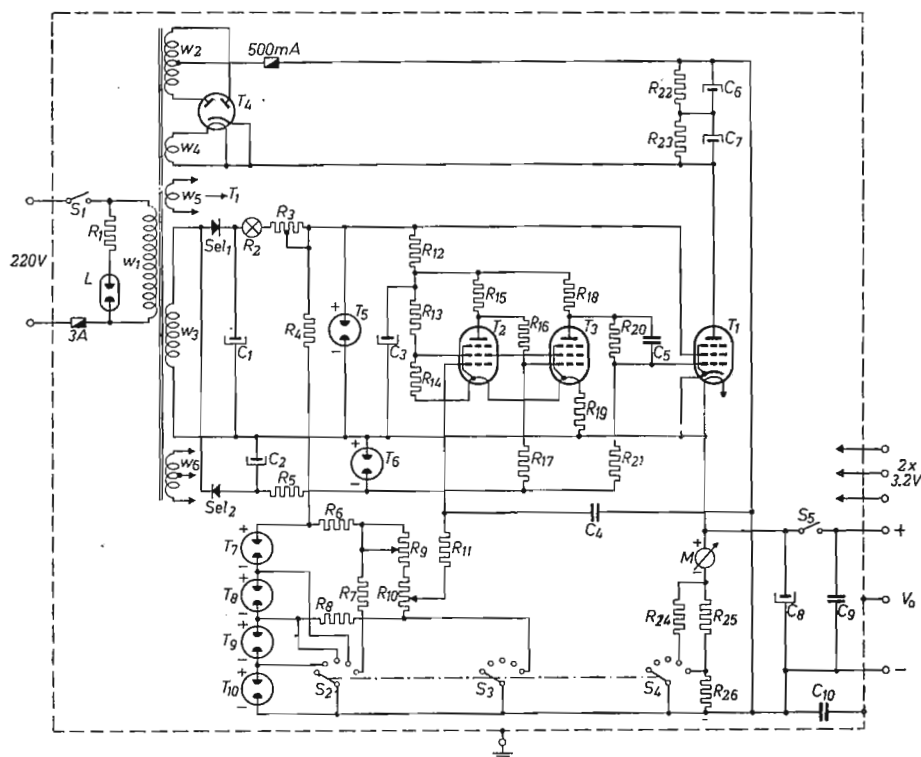 w2
500mA
T4
w4
R22
C6
R23
C7
w5 → T1
S1
R1
w1
L
220V
3A
Sel1
R2
R3
R12
w3
C1
R4
+
T5
-
C3
R13
R14
R15
T2
R16
R18
T3
R20
C5
T1
R19
w6
C2
+
T6
-
R5
Sel2
R17
R21
2x
3.2V
C4
S5
+
+
T7
-
R6
R9
R11
+
M
-
+
T8
-
R7
R10
R8
R24
R25
C8
C9
Vo
+
T9
-
+
T10
-
S2
S3
S4
R26
-
C10